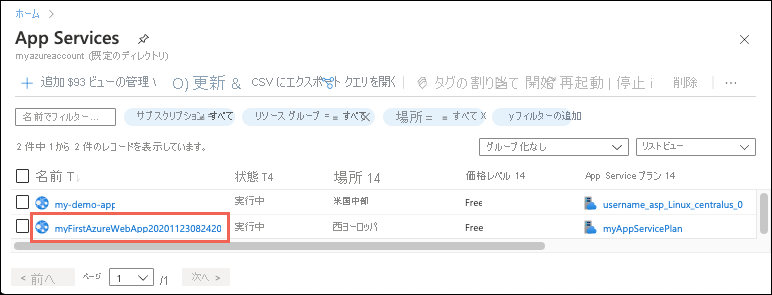 ホーム
App Services
myazureaccount (既定のディレクトリ)
+ 追加 $93 ビューの管理 \ O) 更新 & CSV にエクスポート クエリを開く タグの割り当て 開始 再起動 | 停止 i 削除 ...
名前でフィルター... サブスクリプション すべて リソース グループ = = すべて X 場所 = = すべて X yフィルターの追加
2 件中 1 から 2 件のレコードを表示しています。 グループ化なし リスト ビュー
名前 T↓ 状態 T4 場所 14 価格レベル 14 App Service プラン 14
my-demo-app 実行中 米国中部 Free username_asp_Linux_centralus_0
myFirstAzureWebApp20201123082420 実行中 西ヨーロッパ Free myAppServicePlan
< 前へ ページ 1 /1 次へ >